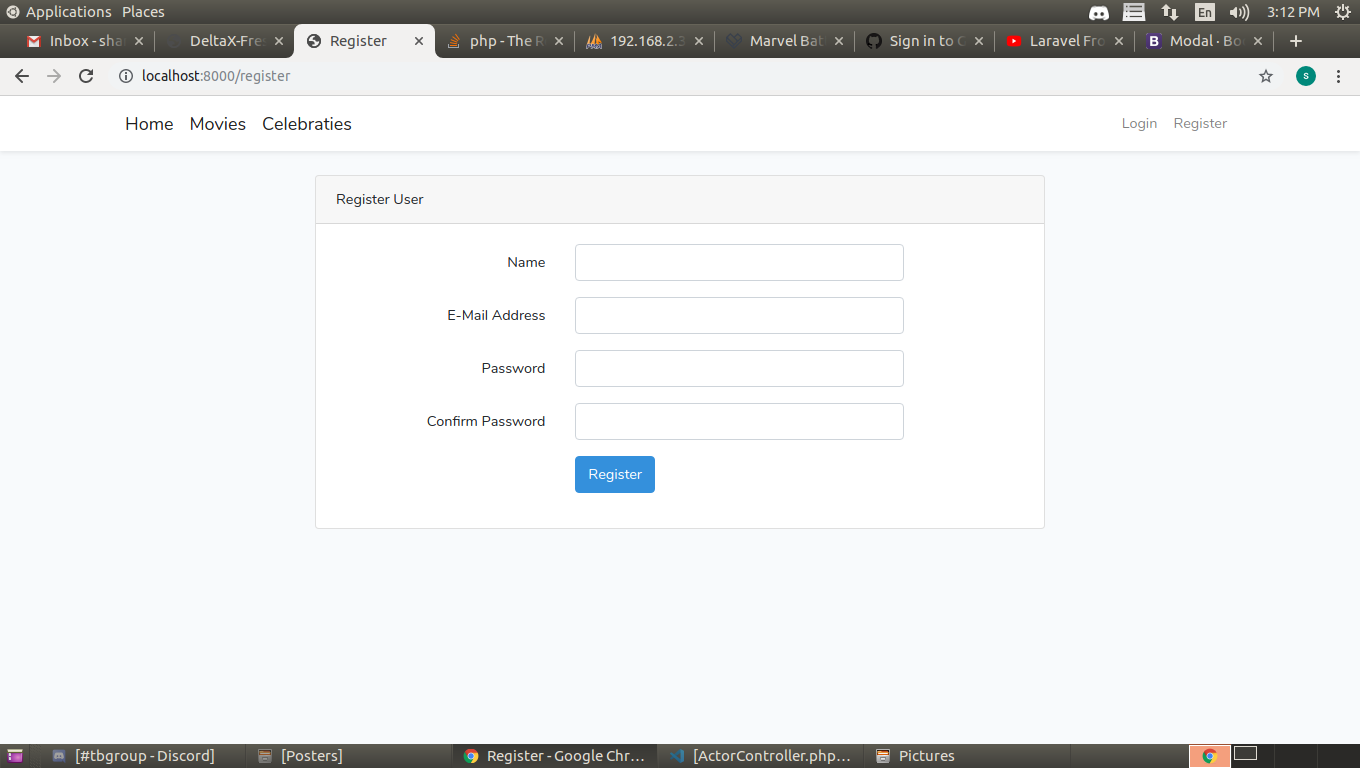 Applications Places En 3:12 PM
Inbox - sha DeltaX-Fres Register php - The R 192.168.2.3 Marvel Bat Sign in to G Laravel Fro B Modal · Bo +
localhost:8000/register s
Home Movies Celebraties Login Register
Register User
Name
E-Mail Address
Password
Confirm Password
Register
[#tbgroup - Discord] [Posters] Register - Google Chr... [ActorController.php... Pictures